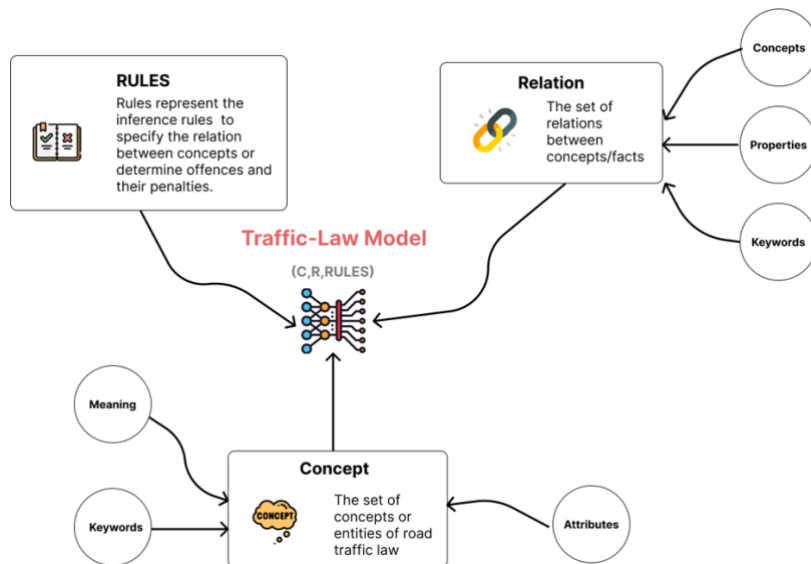 RULES
Rules represent the
inference rules to
specify the relation
between concepts or
determine offences and
their penalties.
Relation
The set of
relations
between
concepts/facts
Concepts
Properties
Keywords
Traffic-Law Model
(C,R,RULES)
Meaning
Keywords
Concept
CONCEPT
The set of
concepts or
entities of road
traffic law
Attributes